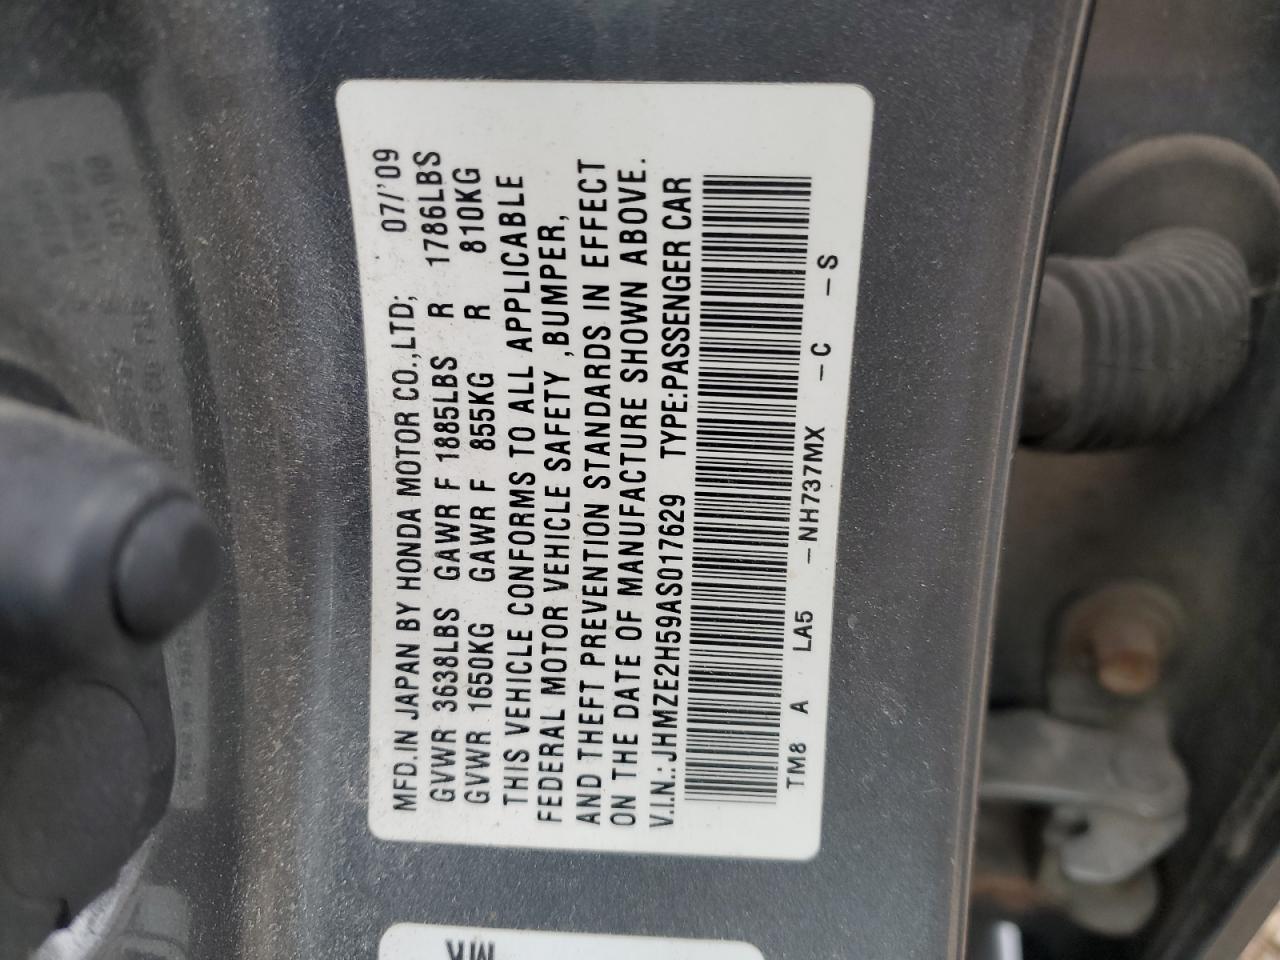 MFD.IN JAPAN BY HONDA MOTOR CO.,LTD; 07/'09
GVWR 3638LBS GAWR F 1885LBS R 1786LBS
GVWR 1650KG GAWR F 855KG R 810KG
THIS VEHICLE CONFORMS TO ALL APPLICABLE
FEDERAL MOTOR VEHICLE SAFETY ,BUMPER,
AND THEFT PREVENTION STANDARDS IN EFFECT
ON THE DATE OF MANUFACTURE SHOWN ABOVE.
V.I.N.: JHMZE2H59AS017629 TYPE:PASSENGER CAR
TM8 A LA5 –NH737MX –C –S